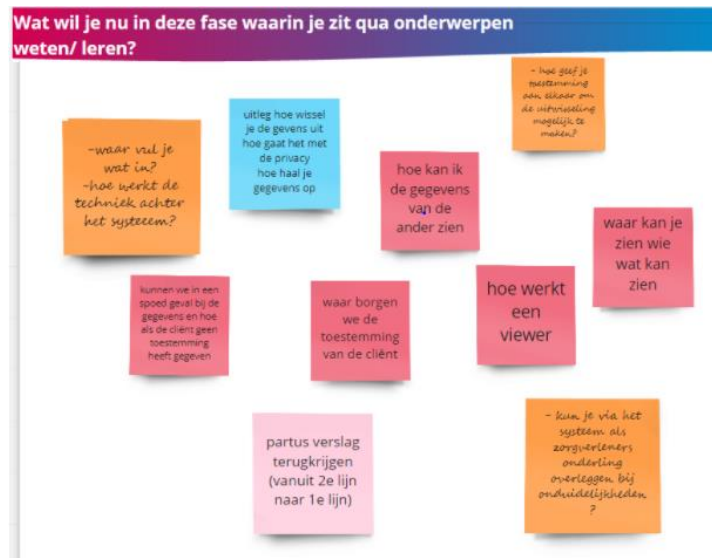 Wat wil je nu in deze fase waarin je zit qua onderwerpen
weten/ leren?
- hoe geef je
toestemming
aan elkaar om
de uitwisseling
mogelijk te
maken?
-waar vul je
wat in?
-hoe werkt de
techniek achter
het systeeem?
uitleg hoe wissel
je de gevens uit
hoe gaat het met
de privacy
hoe haal je
gegevens op
hoe kan ik
de gegevens
van de
ander zien
waar kan je
zien wie
wat kan
zien
kunnen we in een
spoed geval bij de
gegevens en hoe
als de cliënt geen
toestemming
heeft gegeven
waar borgen
we de
toestemming
van de cliënt
hoe werkt
een
viewer
partus verslag
terugkrijgen
(vanuit 2e lijn
naar 1e lijn)
- kun je via het
systeem als
zorgverleners
onderling
overleggen bij
onduidelijkheden
?